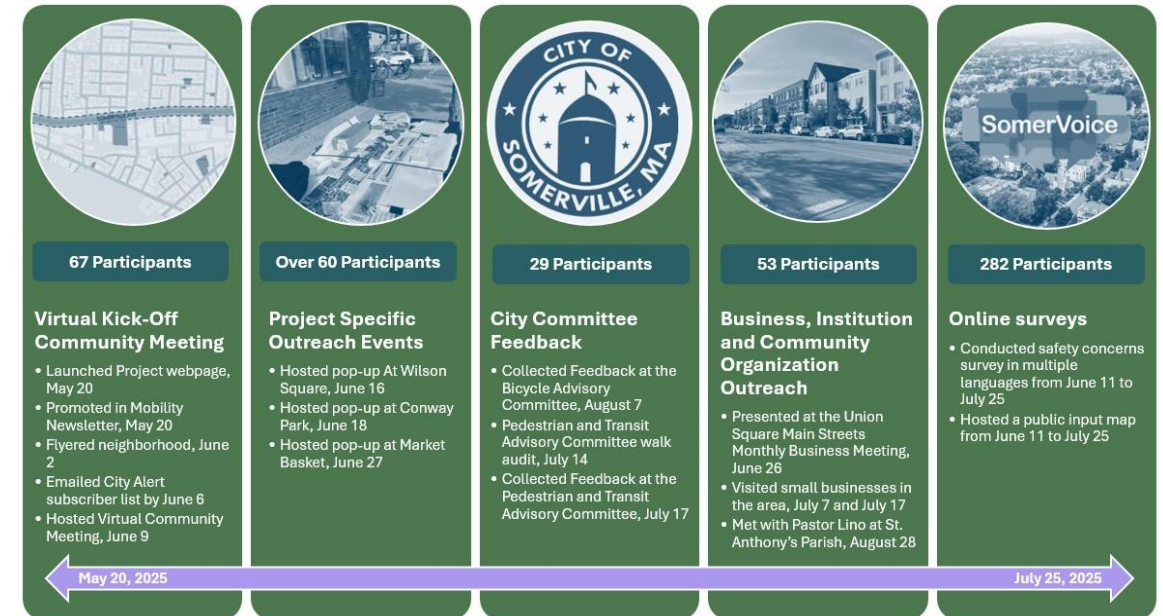 CITY OF
SOMERVILLE, MA
SomerVoice
67 Participants
Over 60 Participants
29 Participants
53 Participants
282 Participants
Virtual Kick-Off
Community Meeting
• Launched Project webpage,
May 20
• Promoted in Mobility
Newsletter, May 20
• Flyered neighborhood, June
2
• Emailed City Alert
subscriber list by June 6
• Hosted Virtual Community
Meeting, June 9
Project Specific
Outreach Events
• Hosted pop-up At Wilson
Square, June 16
• Hosted pop-up at Conway
Park, June 18
• Hosted pop-up at Market
Basket, June 27
City Committee
Feedback
• Collected Feedback at the
Bicycle Advisory
Committee, August 7
• Pedestrian and Transit
Advisory Committee walk
audit, July 14
• Collected Feedback at the
Pedestrian and Transit
Advisory Committee, July 17
Business, Institution
and Community
Organization
Outreach
• Presented at the Union
Square Main Streets
Monthly Business Meeting,
June 26
• Visited small businesses in
the area, July 7 and July 17
• Met with Pastor Lino at St.
Anthony's Parish, August 28
Online surveys
• Conducted safety concerns
survey in multiple
languages from June 11 to
July 25
• Hosted a public input map
from June 11 to July 25
May 20, 2025
July 25, 2025